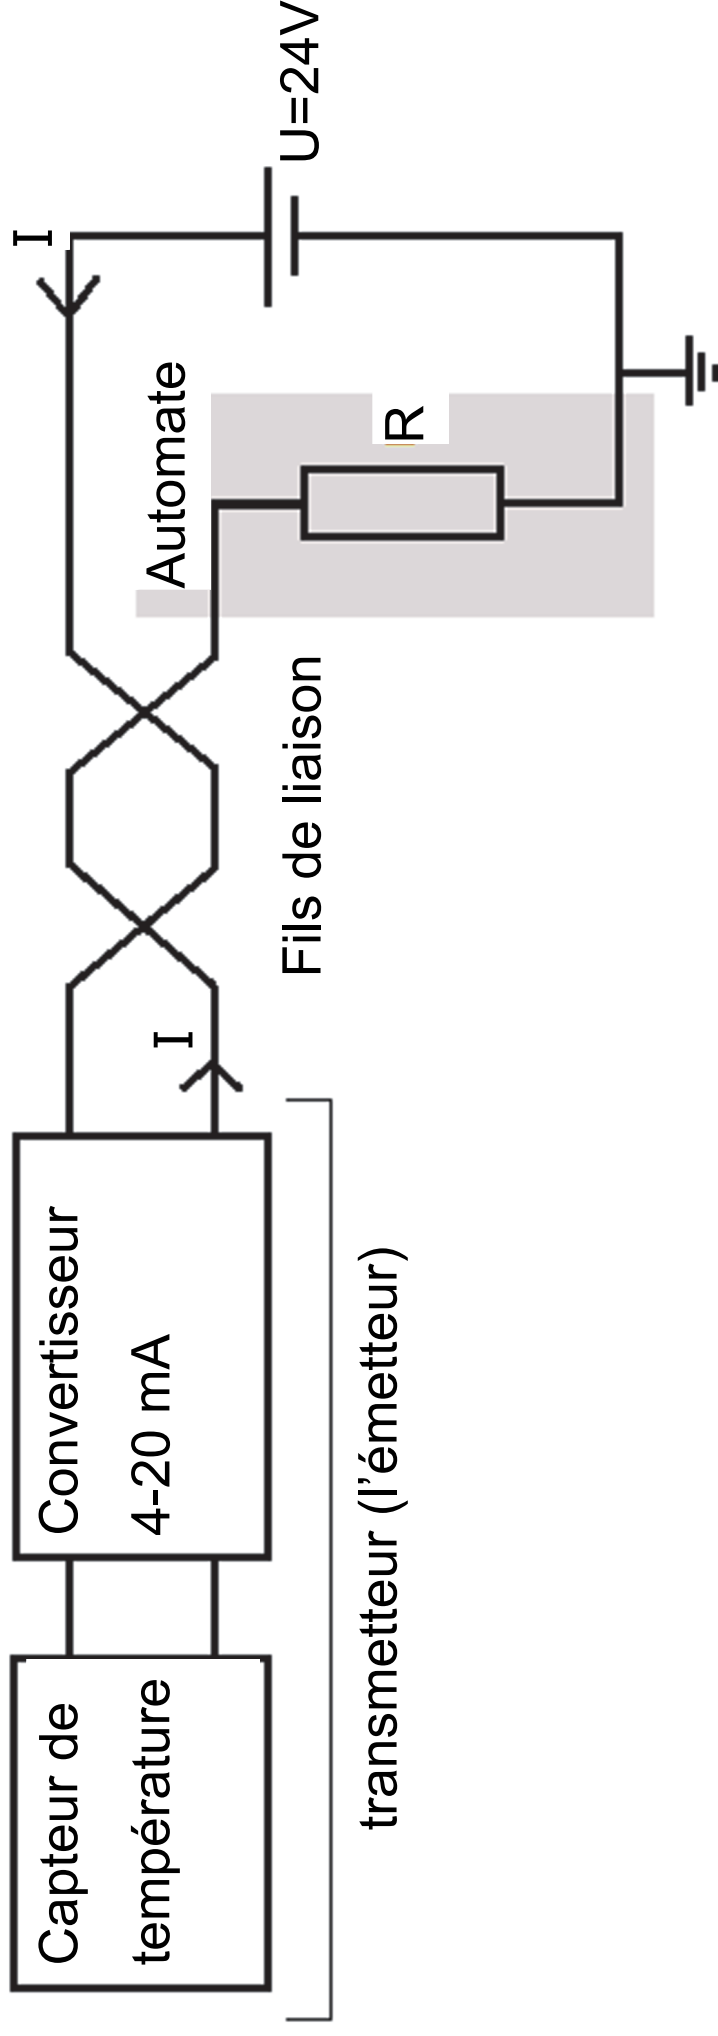 Capteur de
température
Convertisseur
4-20 mA
transmetteur (l'émetteur)
I
Fils de liaison
Automate
R
I
U=24V